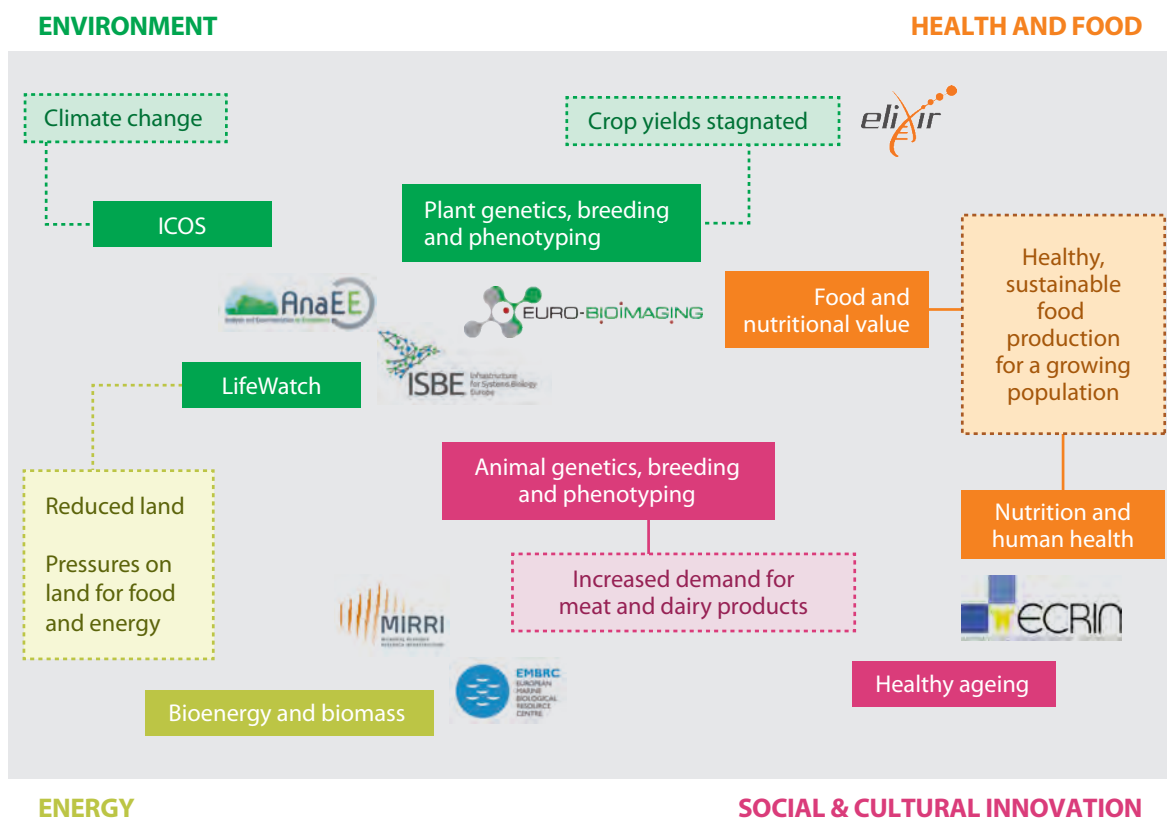 ENVIRONMENT
HEALTH AND FOOD
Climate change
Crop yields stagnated
elixir
ICOS
Plant genetics, breeding
and phenotyping
Healthy,
sustainable
food
production
for a growing
population
Food and
nutritional value
AnaEE
EURO-BIOIMAGING
LifeWatch
ISBE
Infrastructure
for Systems Biology
Europe
Animal genetics, breeding
and phenotyping
Reduced land
Pressures on
land for food
and energy
Nutrition and
human health
Increased demand for
meat and dairy products
MIRRI
ECRIN
EMBRC
EUROPEAN
MARINE
BIOLOGICAL
RESOURCE
CENTRE
Healthy ageing
Bioenergy and biomass
ENERGY
SOCIAL & CULTURAL INNOVATION